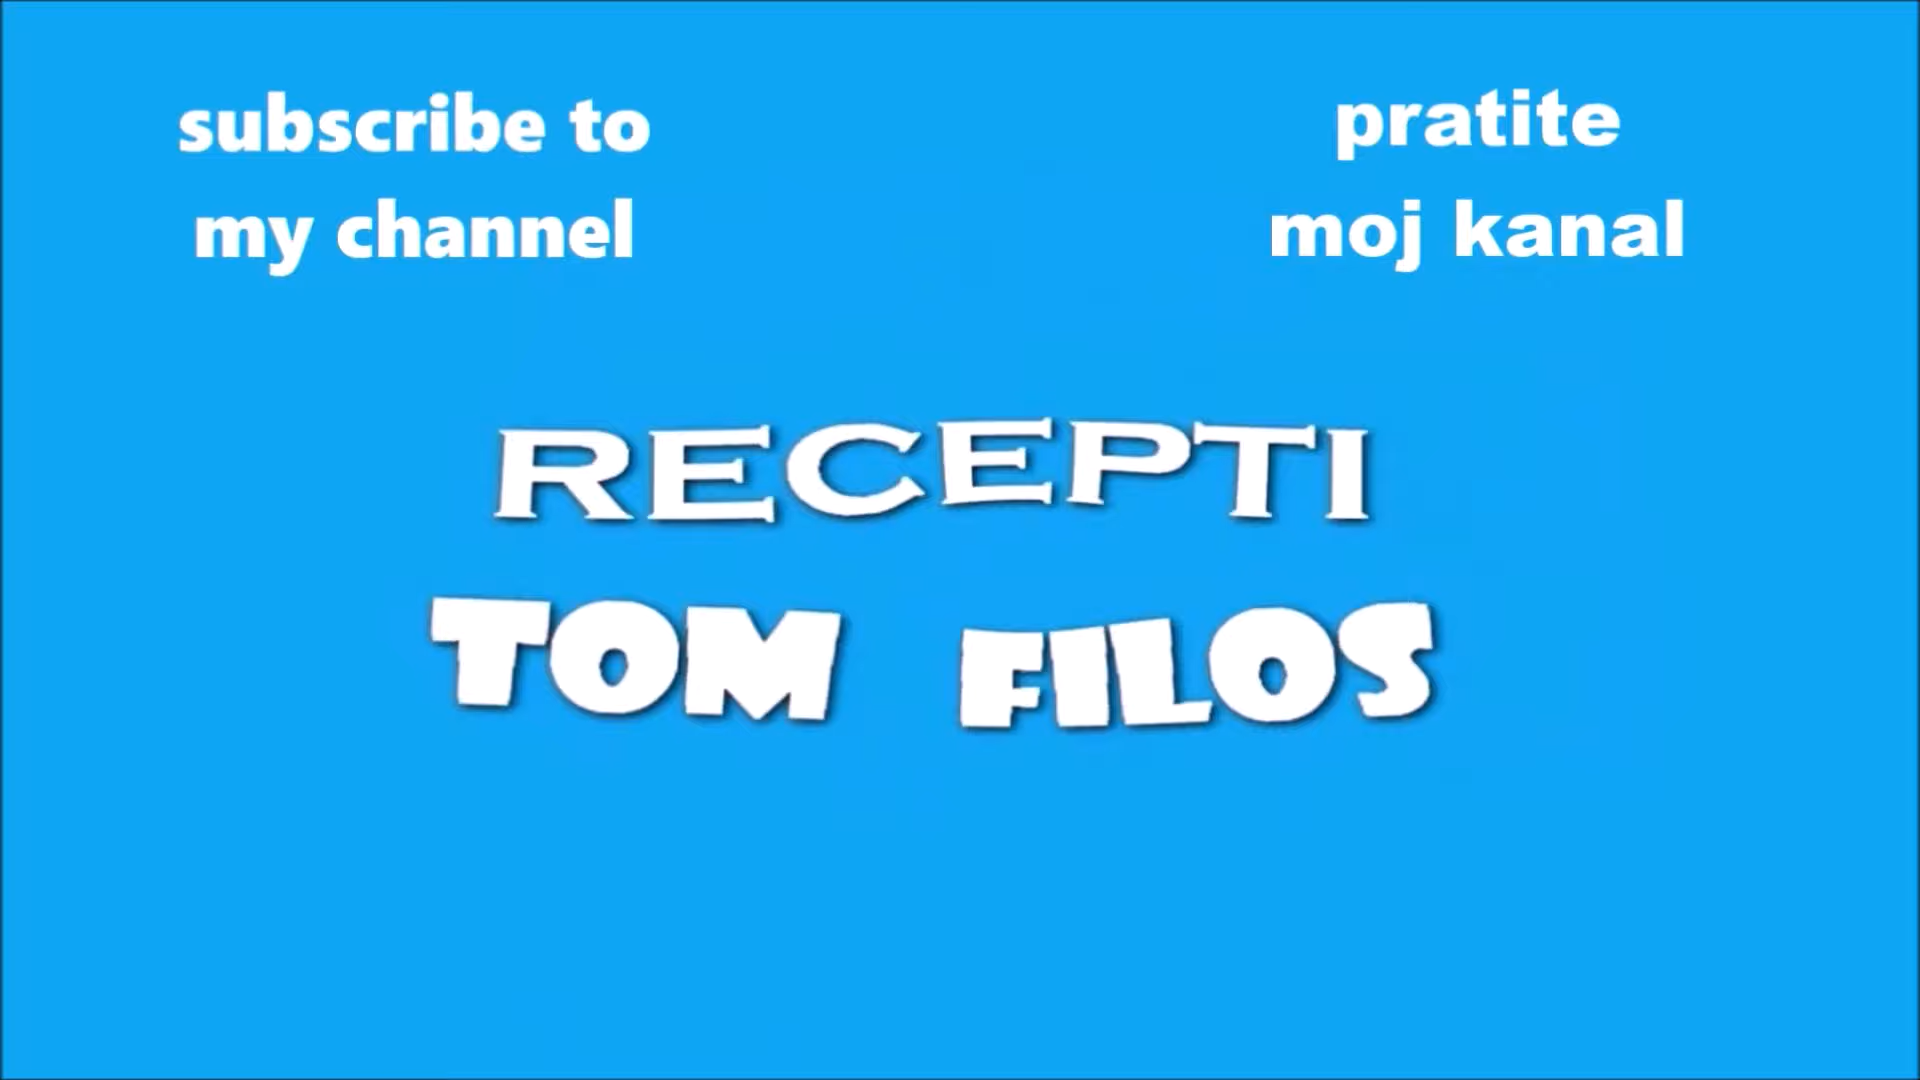 subscribe to
my channel
pratite
moj kanal
RECEPTI
TOM FILOS